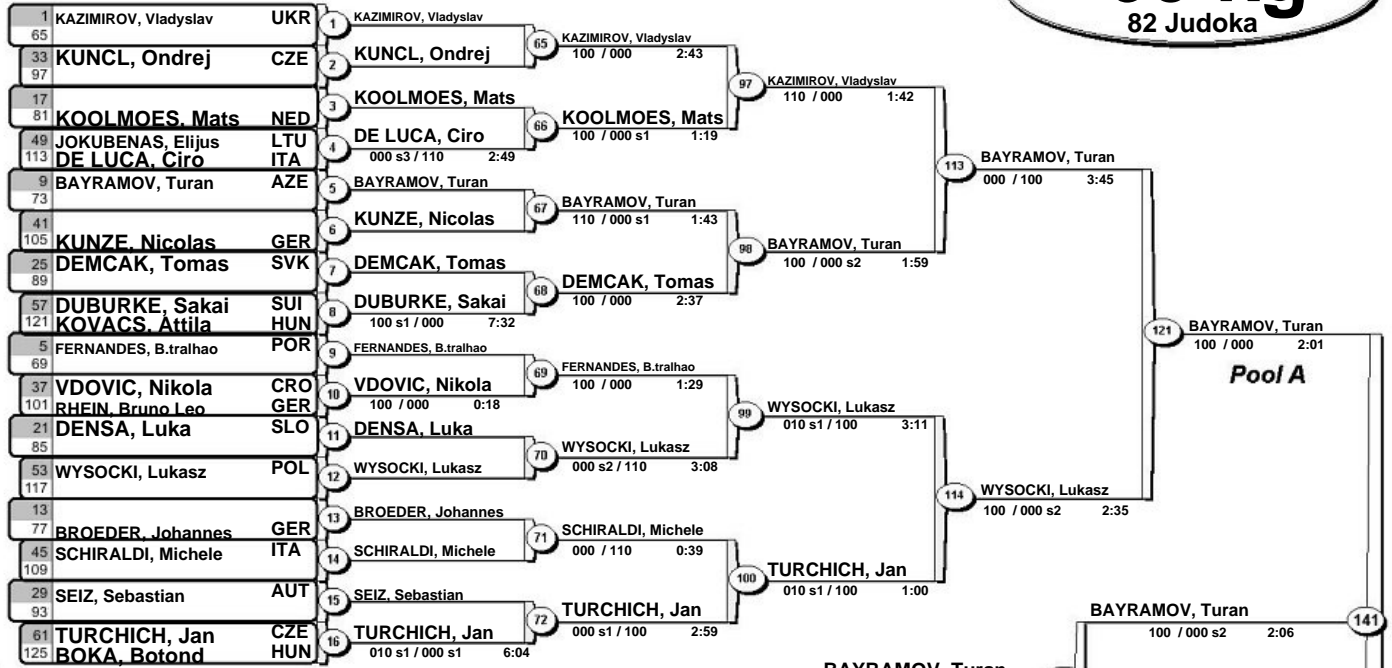 82 Judoka
1 KAZIMIROV, Vladyslav UKR
65
33 KUNCL, Ondrej CZE
97
17
81 KOOLMOES, Mats NED
49 JOKUBENAS, Elijus LTU
113 DE LUCA, Ciro ITA
9 BAYRAMOV, Turan AZE
73
41
105 KUNZE, Nicolas GER
25 DEMCAK, Tomas SVK
89
57 DUBURKE, Sakai SUI
121 KOVACS, Attila HUN
5 FERNANDES, B.tralhao POR
69
37 VDOVIC, Nikola CRO
101 RHEIN, Bruno Leo GER
21 DENSA, Luka SLO
85
53 WYSOCKI, Lukasz POL
117
13
77 BROEDER, Johannes GER
45 SCHIRALDI, Michele ITA
109
29 SEIZ, Sebastian AUT
93
61 TURCHICH, Jan CZE
125 BOKA, Botond HUN
1 KAZIMIROV, Vladyslav
2 KUNCL, Ondrej
3 KOOLMOES, Mats
4 DE LUCA, Ciro
000 s3 / 110 2:49
5 BAYRAMOV, Turan
6 KUNZE, Nicolas
7 DEMCAK, Tomas
8 DUBURKE, Sakai
100 s1 / 000 7:32
9 FERNANDES, B.tralhao
10 VDOVIC, Nikola
100 / 000 0:18
11 DENSA, Luka
12 WYSOCKI, Lukasz
13 BROEDER, Johannes
14 SCHIRALDI, Michele
15 SEIZ, Sebastian
16 TURCHICH, Jan
010 s1 / 000 s1 6:04
65 KAZIMIROV, Vladyslav
100 / 000 2:43
66 KOOLMOES, Mats
100 / 000 s1 1:19
67 BAYRAMOV, Turan
110 / 000 s1 1:43
68 DEMCAK, Tomas
100 / 000 2:37
69 FERNANDES, B.tralhao
100 / 000 1:29
70 WYSOCKI, Lukasz
000 s2 / 110 3:08
71 SCHIRALDI, Michele
000 / 110 0:39
72 TURCHICH, Jan
000 s1 / 100 2:59
97 KAZIMIROV, Vladyslav
110 / 000 1:42
98 BAYRAMOV, Turan
100 / 000 s2 1:59
99 WYSOCKI, Lukasz
010 s1 / 100 3:11
100 TURCHICH, Jan
010 s1 / 100 1:00
113 BAYRAMOV, Turan
000 / 100 3:45
114 WYSOCKI, Lukasz
100 / 000 s2 2:35
121 BAYRAMOV, Turan
100 / 000 2:01
Pool A
BAYRAMOV, Turan 141
100 / 000 s2 2:06
BAYRAMOV, Turan